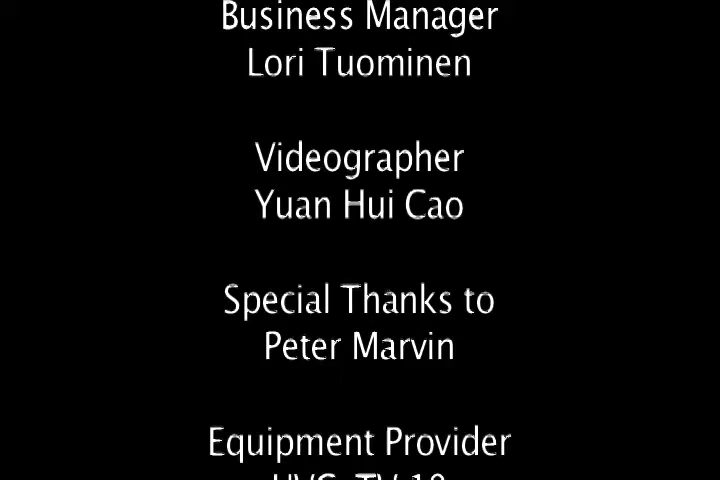 Business Manager
Lori Tuominen
Videographer
Yuan Hui Cao
Special Thanks to
Peter Marvin
Equipment Provider